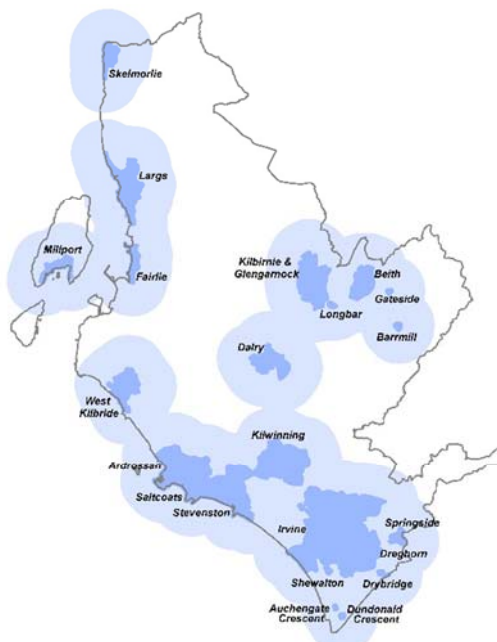 Skelmorlie
Largs
Millport
Fairlie
Kilbirnie &
Glengarnock
Beith
Gateside
Longbar
Barrmill
Dalry
West
Kilbride
Kilwinning
Ardrossan
Saltcoats
Stevenston
Irvine
Springside
Dreghorn
Shewalton
Drybridge
Auchengate
Crescent
Dundonald
Crescent